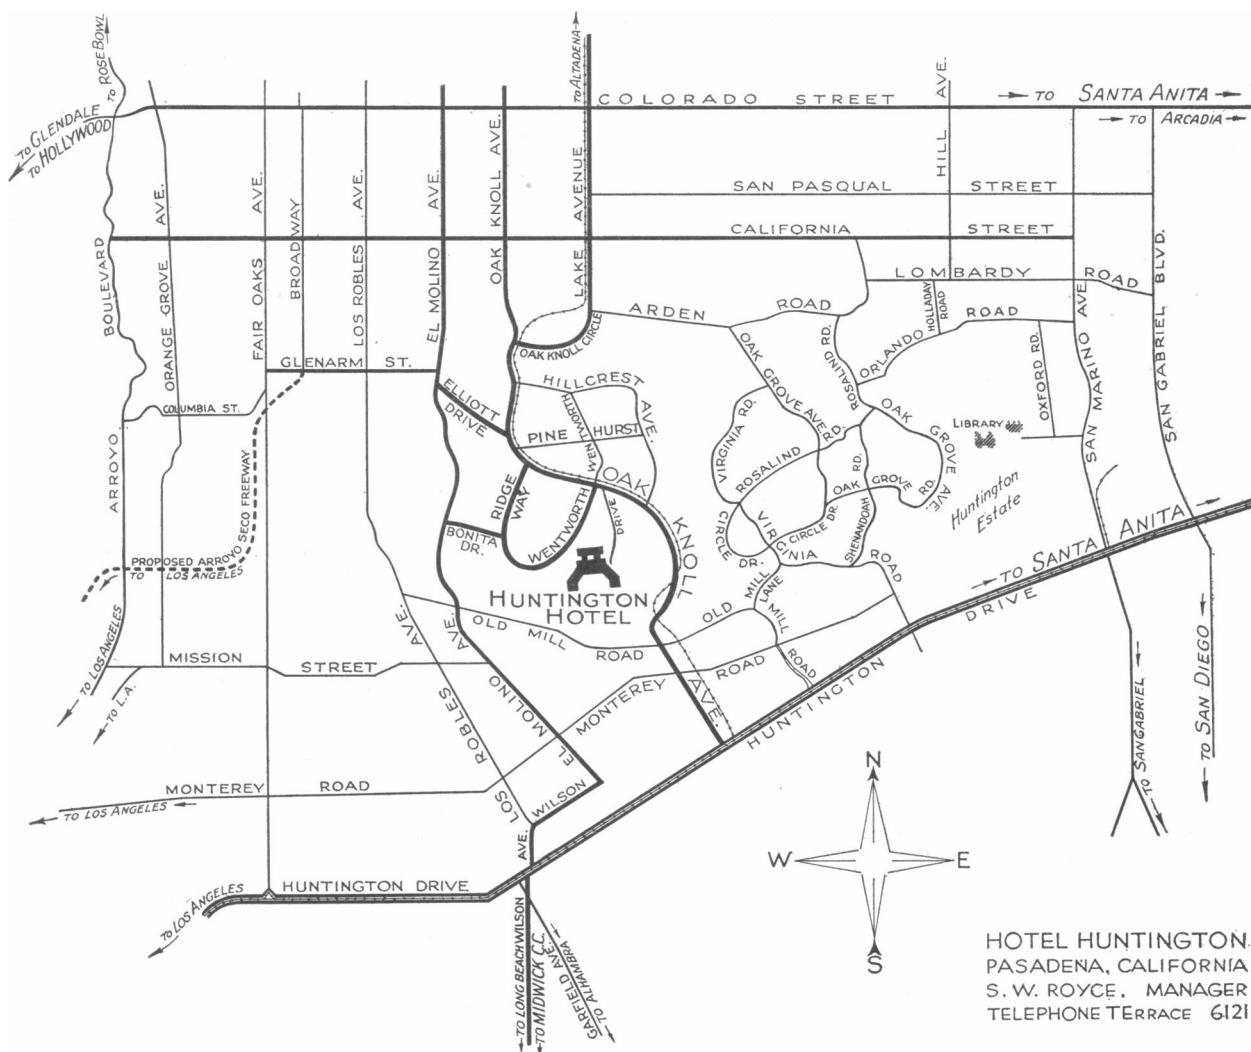 TO ROSE BOWL
TO ALTADENA
COLORADO STREET
TO SANTA ANITA
TO ARCADIA
TO GLENDALE
TO HOLLYWOOD
HILL AVE.
SAN PASQUAL STREET
CALIFORNIA STREET
LOMBARDY ROAD
ARROYO BOULEVARD
ORANGE GROVE AVE.
FAIR OAKS AVE.
BROADWAY
LOS ROBLES AVE.
EL MOLINO AVE.
OAK KNOLL AVE.
LAKE AVENUE
ARDEN ROAD
HOLLADAY
ROAD
ORLANDO ROAD
ROSALIND RD.
OXFORD RD.
SAN MARINO AVE.
SAN GABRIEL BLVD.
OAK KNOLL CIRCLE
GLENARM ST.
ELLIOTT
DRIVE
HILLCREST AVE.
WENTWORTH
PINE HURST
COLUMBIA ST.
OAK GROVE AVE.
VIRGINIA RD.
ROSALIND RD.
OAK GROVE AVE.
LIBRARY
OAK GROVE RD.
Huntington
Estate
RIDGE
WAY
WENTWORTH
DRIVE
BONITA
DR.
OAK KNOLL AVE.
CIRCLE DR.
VIRGINIA ROAD
CIRCLE DR.
SHENANDOAH RD.
PROPOSED ARROYO SECO FREEWAY
TO LOS ANGELES
HUNTINGTON
HOTEL
TO SANTA ANITA
OLD MILL ROAD
OLD MILL
LANE
MILL ROAD
MISSION STREET
TO LOS ANGELES
TO L.A.
LOS ROBLES AVE.
EL MOLINO AVE.
MONTEREY ROAD
HUNTINGTON DRIVE
TO SAN GABRIEL
TO SAN DIEGO
MONTEREY ROAD
TO LOS ANGELES
WILSON AVE.
HUNTINGTON DRIVE
TO LOS ANGELES
WILSON
TO LONG BEACH
TO MIDWICK C.C.
GARFIELD AVE.
TO ALHAMBRA
N
W E
S
HOTEL HUNTINGTON
PASADENA, CALIFORNIA
S. W. ROYCE, MANAGER
TELEPHONE TERRACE 6121